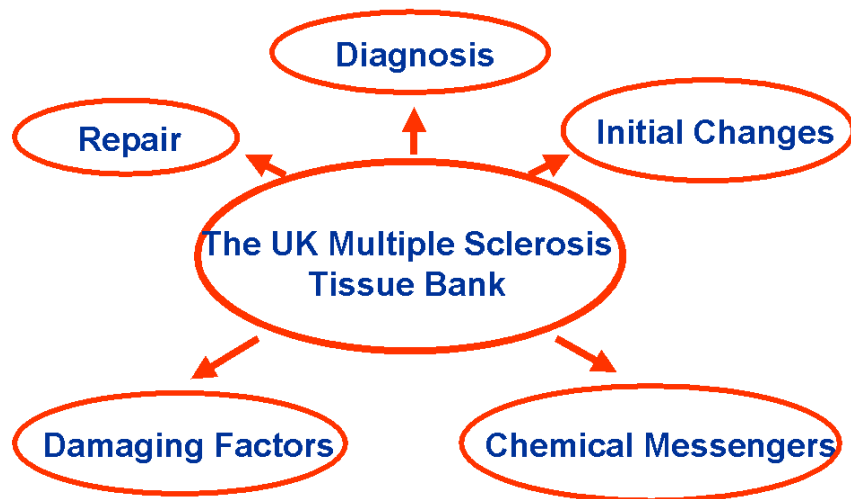 Diagnosis
Repair
Initial Changes
The UK Multiple Sclerosis
Tissue Bank
Damaging Factors
Chemical Messengers